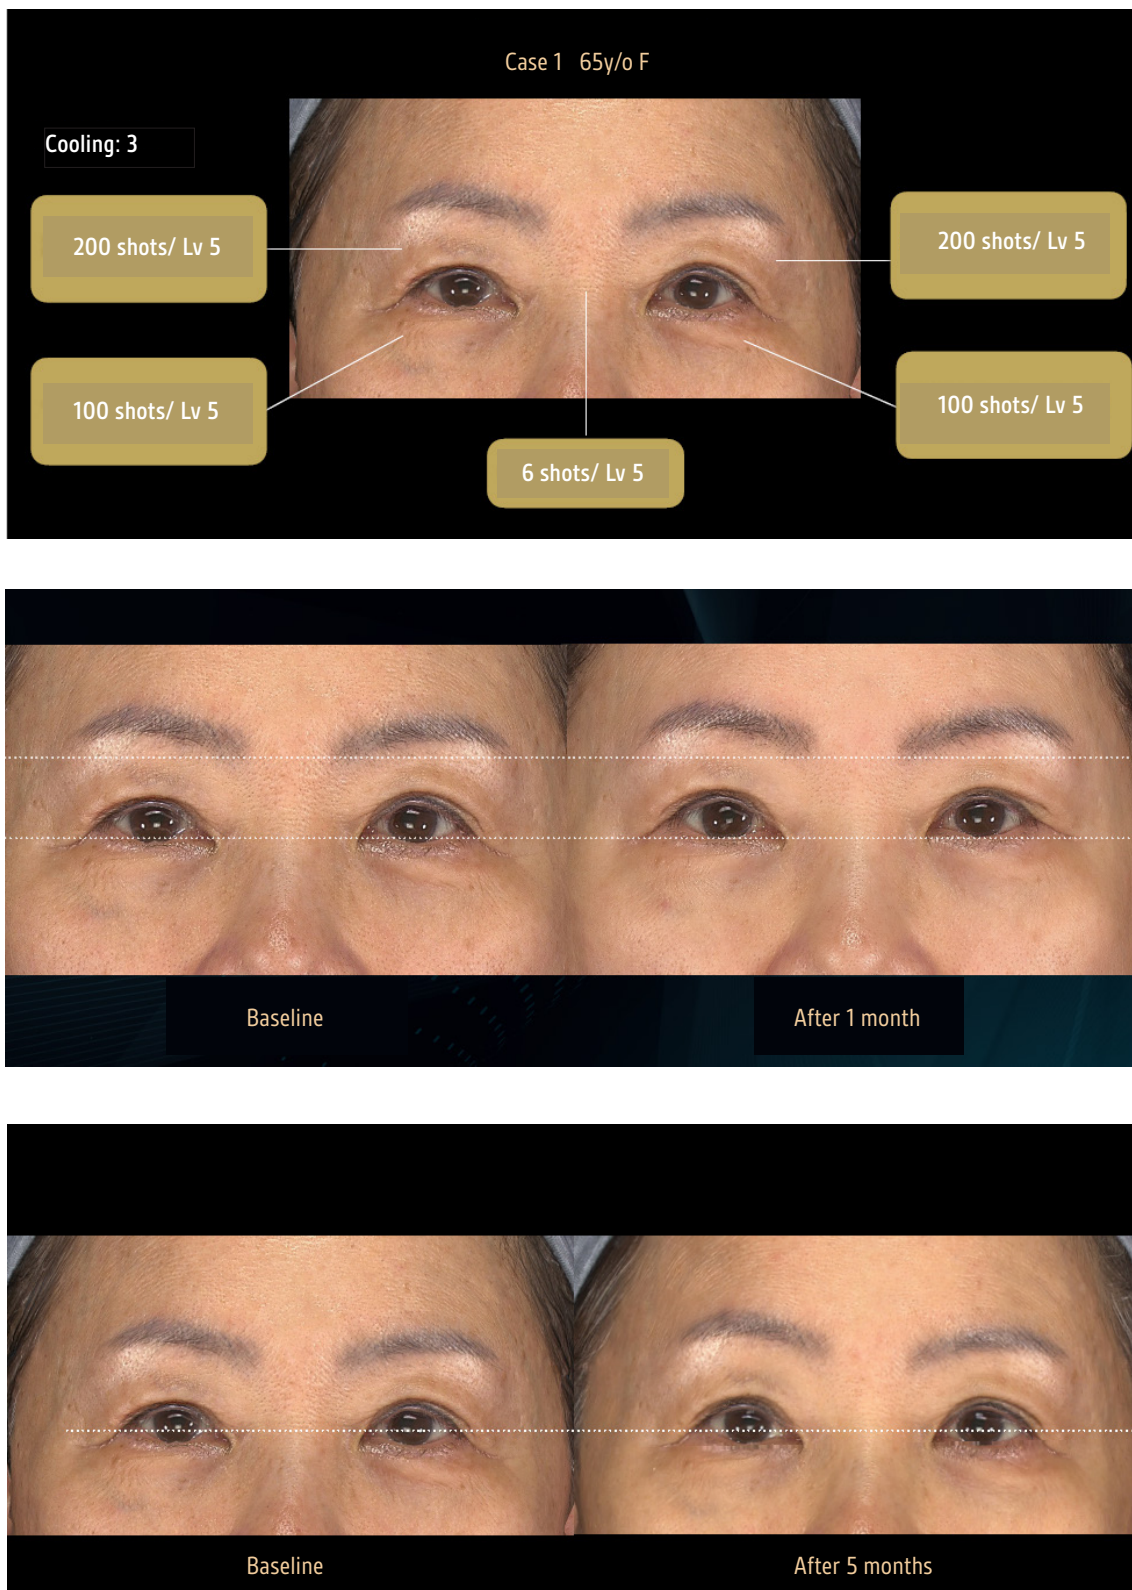 Case 1 65y/o F
Cooling: 3
200 shots/ Lv 5
200 shots/ Lv 5
100 shots/ Lv 5
100 shots/ Lv 5
6 shots/ Lv 5
Baseline
After 1 month
Baseline
After 5 months